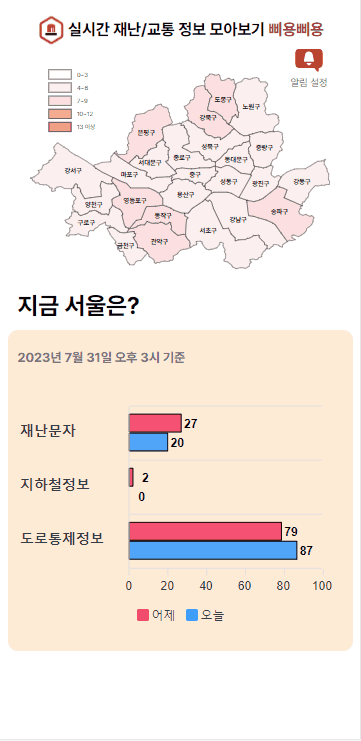 실시간 재난/교통 정보 모아보기 삐용삐용
알림 설정
0~3
4~6
7~9
10~12
13 이상
도봉구
노원구
강북구
은평구
성북구
중랑구
종로구
서대문구
동대문구
강서구
마포구
중구
성동구
광진구
강동구
용산구
양천구
영등포구
동작구
송파구
구로구
강남구
서초구
관악구
금천구
지금 서울은?
2023년 7월 31일 오후 3시 기준
재난문자
27
20
지하철정보
2
0
도로통제정보
79
87
0 20 40 60 80 100
어제 오늘